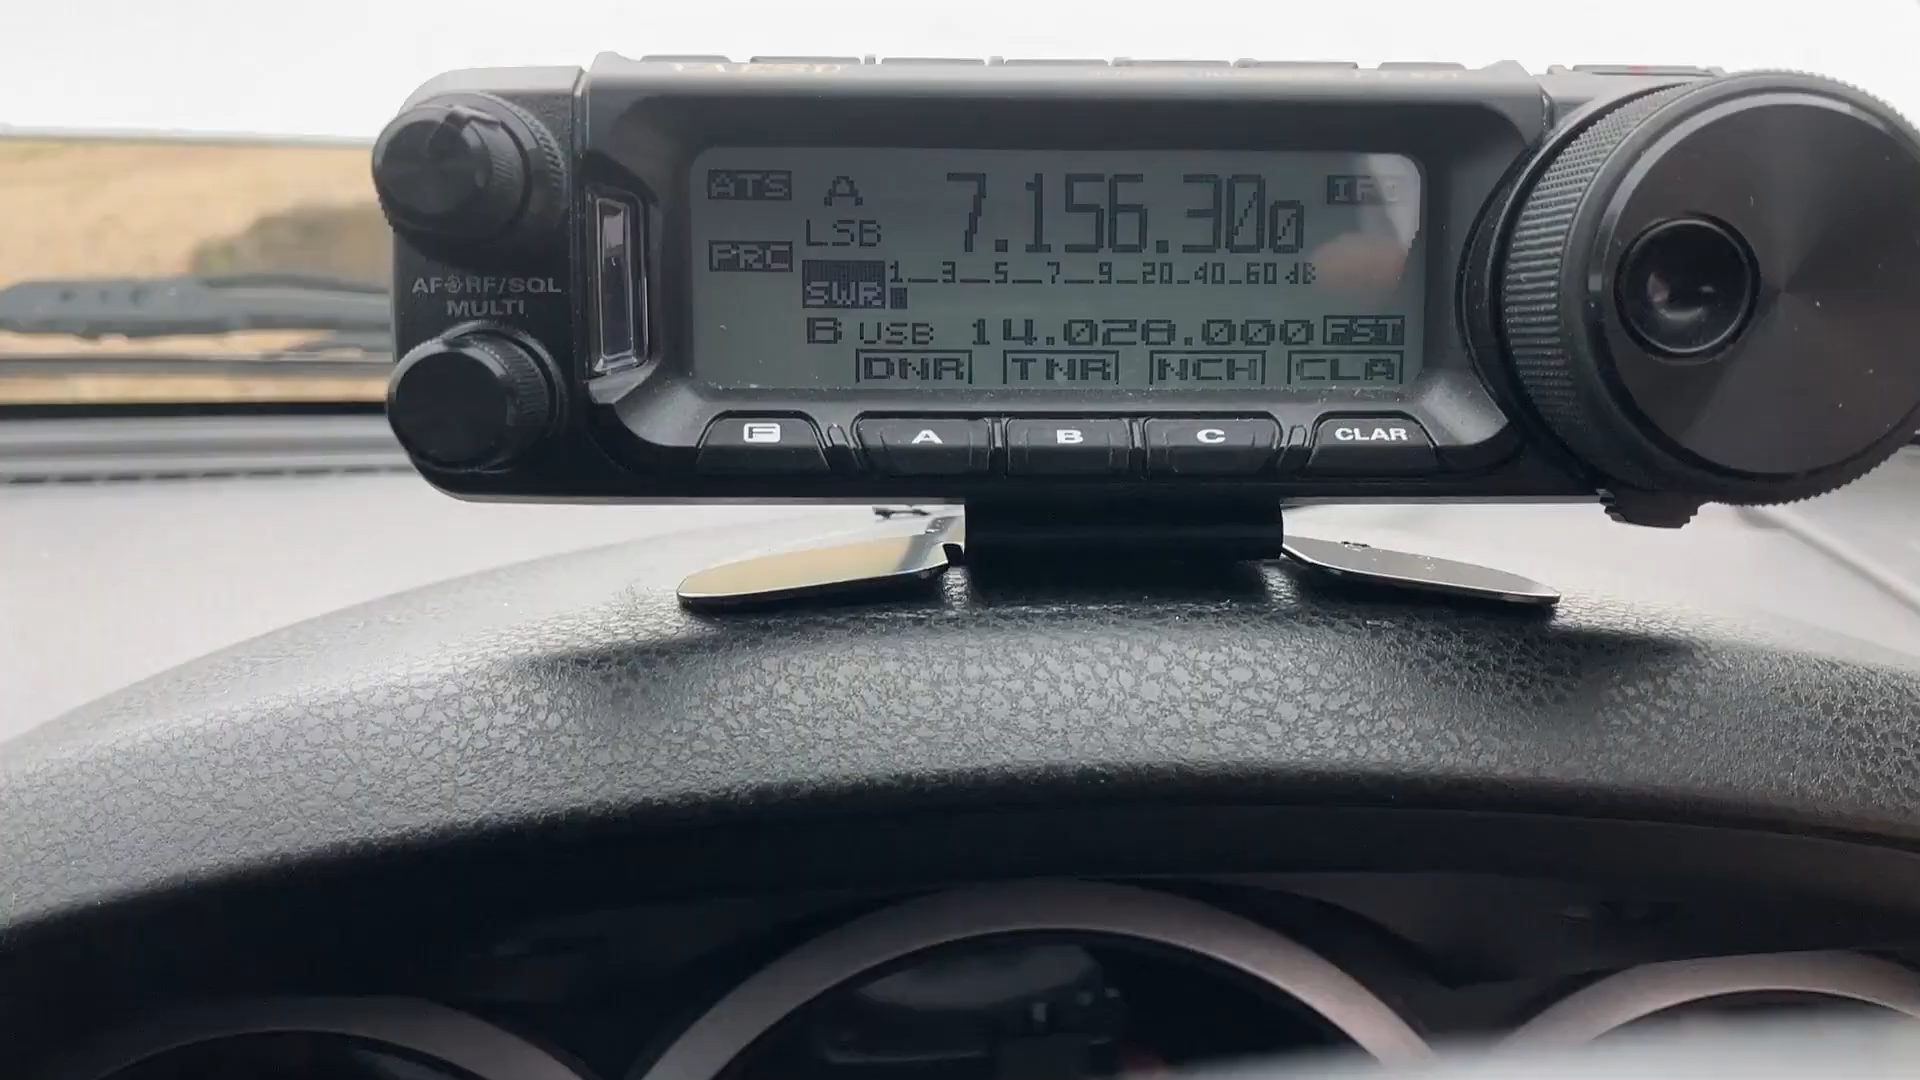 ATS A 7.156.300
LSB
PRC
1 3 5 7 9 20 40 60 dB
SWR
B USB 14.028.000 FST
DNR TNR NCH CLA
AF RF/SQL
MULTI
F A B C CLAR